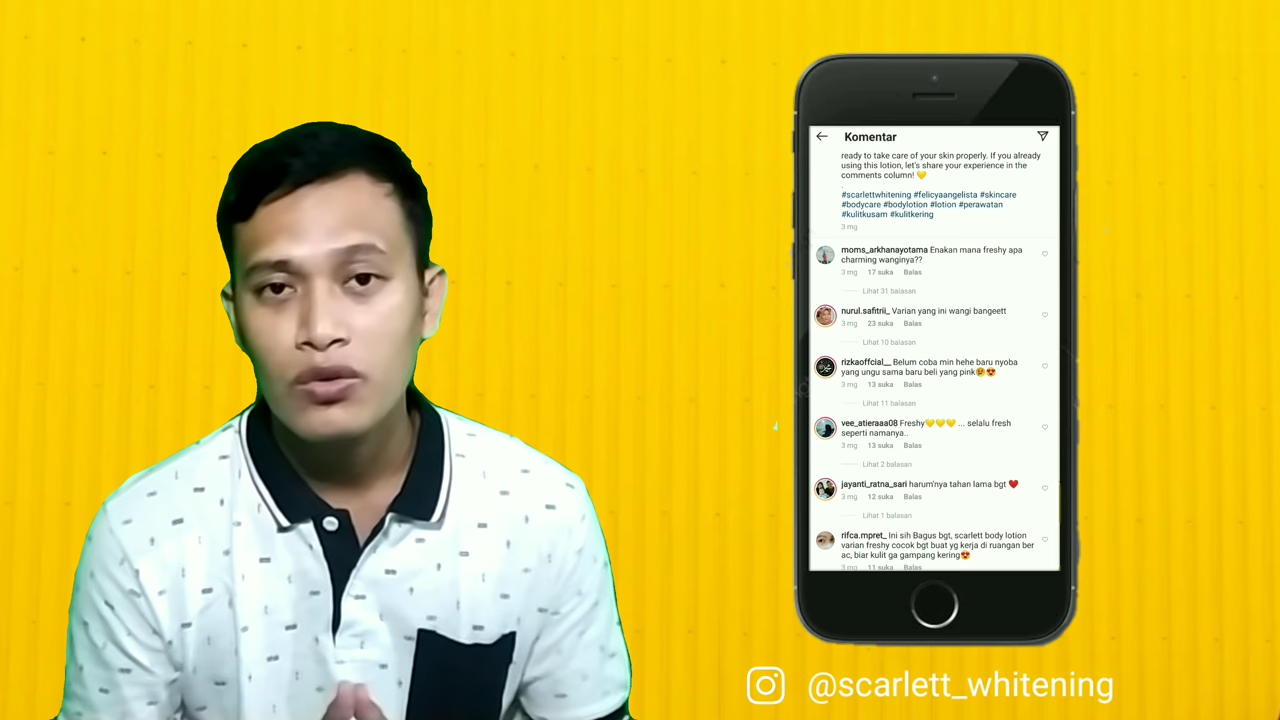 Komentar
ready to take care of your skin properly. If you already
using this lotion, let's share your experience in the
comments column! 💛
.
#scarlettwhitening #felicyaangelista #skincare
#bodycare #bodylotion #lotion #perawatan
#kulitkusam #kulitkering
3 mg
moms_arkhanayotama Enakan mana freshy apa
charming wanginya??
3 mg 17 suka Balas
Lihat 31 balasan
nurul.safitrii_ Varian yang ini wangi bangeett
3 mg 23 suka Balas
Lihat 10 balasan
rizkaoffcial__ Belum coba min hehe baru nyoba
yang ungu sama baru beli yang pink🥺😍
3 mg 13 suka Balas
Lihat 11 balasan
vee_atieraaa08 Freshy💛💛💛 ... selalu fresh
seperti namanya..
3 mg 13 suka Balas
Lihat 2 balasan
jayanti_ratna_sari harum'nya tahan lama bgt ❤️
3 mg 12 suka Balas
Lihat 1 balasan
rifca.mpret_ Ini sih Bagus bgt, scarlett body lotion
varian freshy cocok bgt buat yg kerja di ruangan ber
ac, biar kulit ga gampang kering😍
3 mg 11 suka Balas
@scarlett_whitening